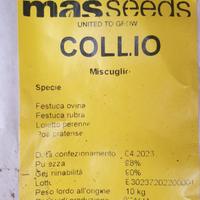 mas seeds
UNITED TO GROW
COLLIO
Miscuglio
Specie
Festuca ovina
Festuca rubra
Loietto perenne
Poa pratense
Data confezionamento 04 2023
Purezza 98%
Germinabilità 90%
Lotto
Peso lordo all'origine 10 kg